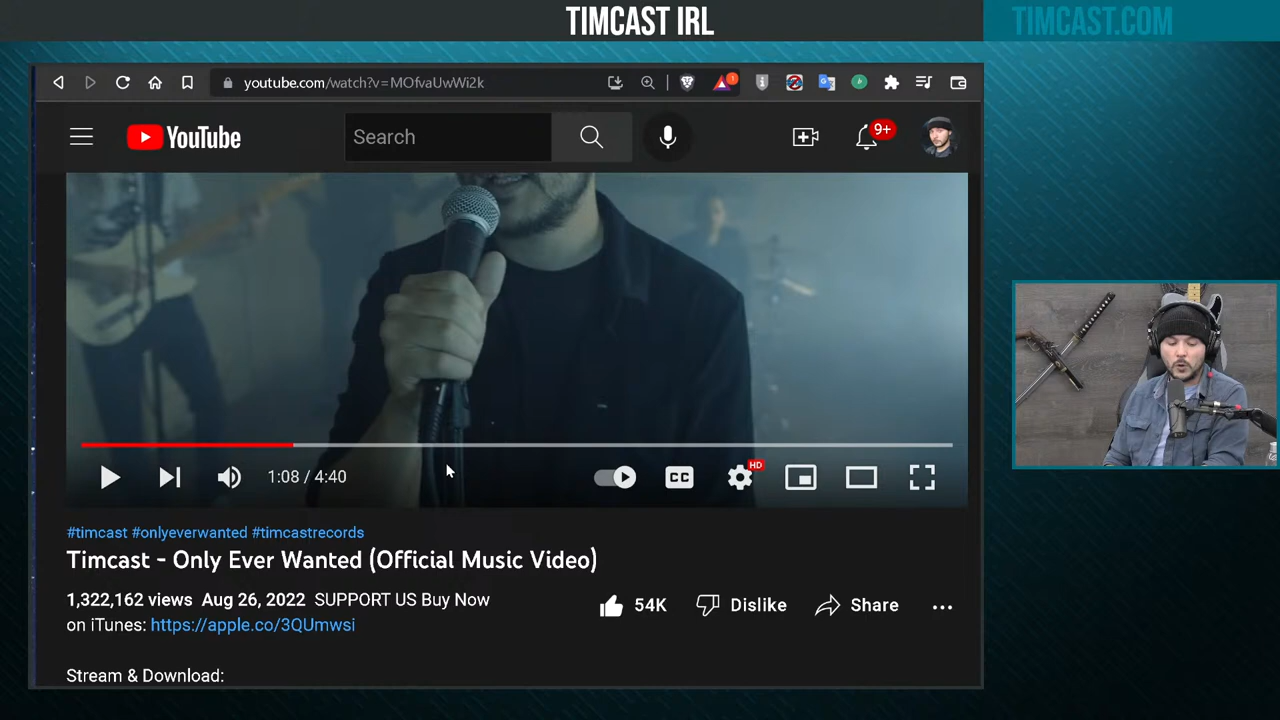 TIMCAST IRL
TIMCAST.COM
youtube.com/watch?v=MOfvaUwWi2k
1
YouTube
Search
9+
1:08 / 4:40
CC
HD
#timcast #onlyeverwanted #timcastrecords
Timcast - Only Ever Wanted (Official Music Video)
1,322,162 views Aug 26, 2022 SUPPORT US Buy Now
on iTunes: https://apple.co/3QUmwsi
54K
Dislike
Share
Stream & Download: